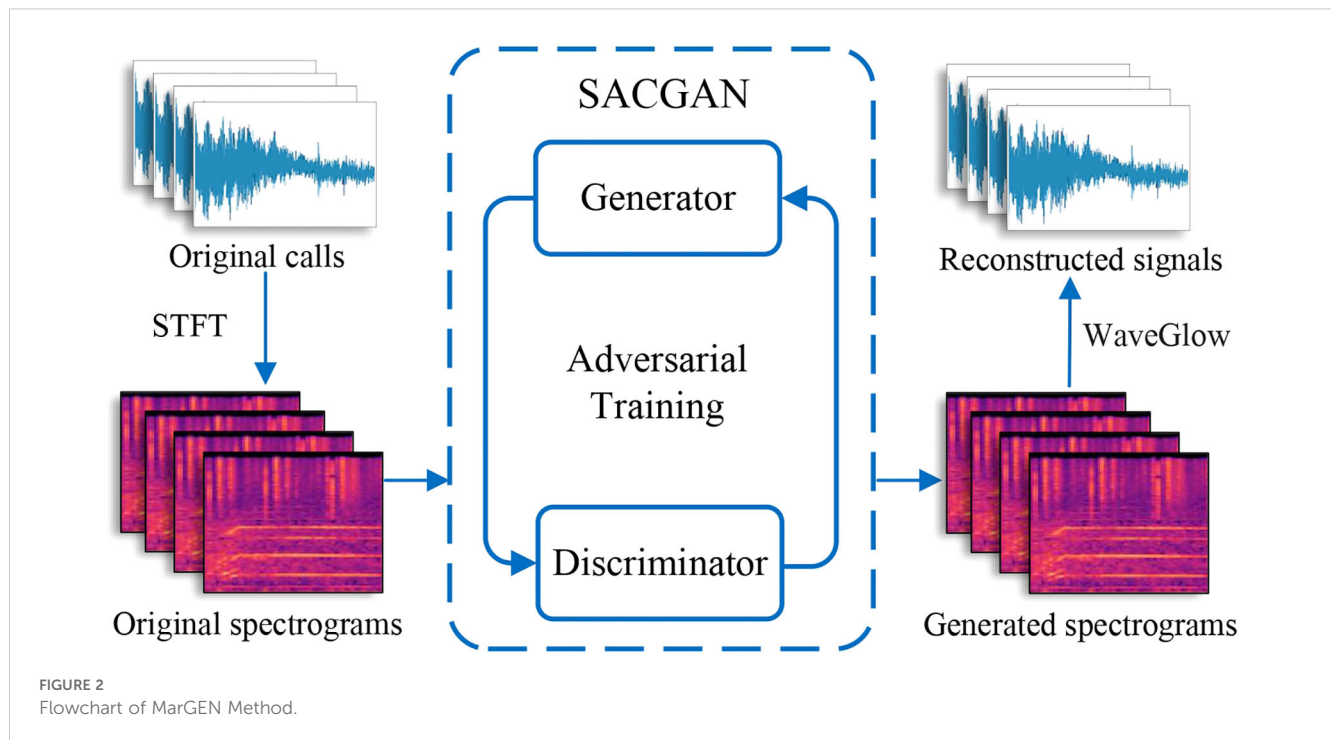 Original calls
STFT
Original spectrograms
SACGAN
Generator
Adversarial
Training
Discriminator
Reconstructed signals
WaveGlow
Generated spectrograms
FIGURE 2
Flowchart of MarGEN Method.